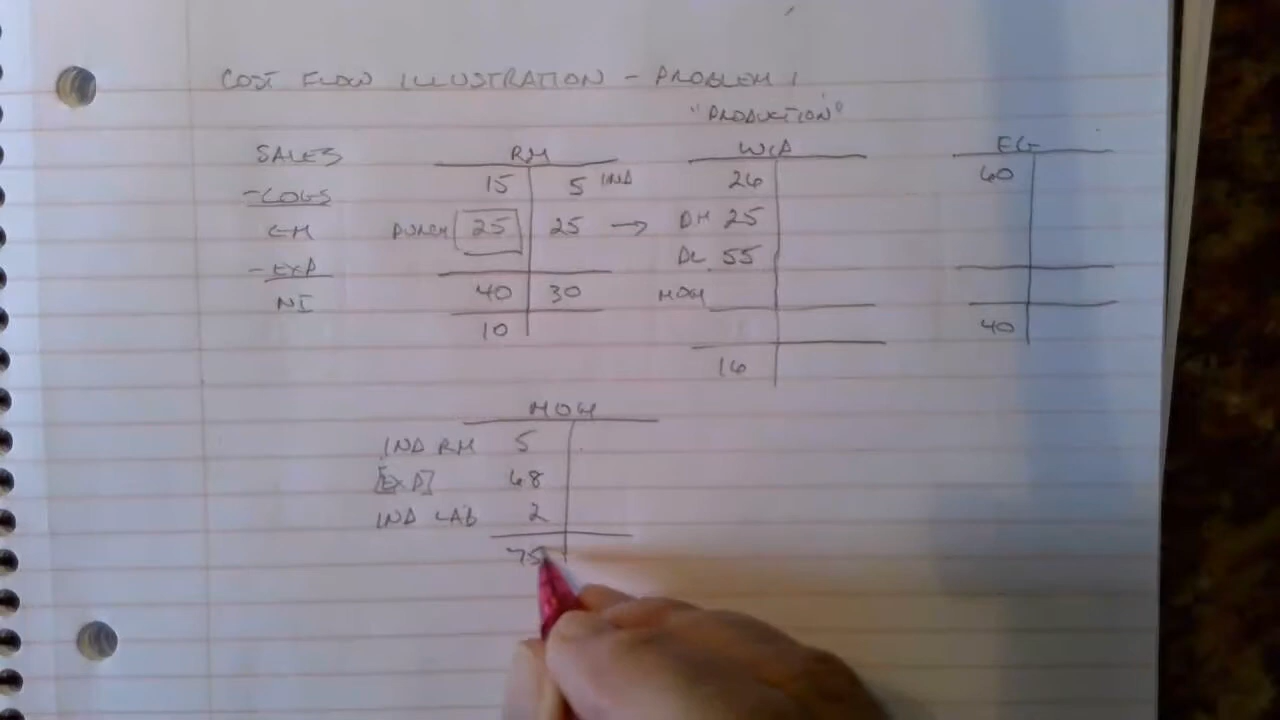 COST FLOW ILLUSTRATION - PROBLEM 1
"PRODUCTION"
SALES
-COGS
GM
-EXP
NI
RM
15 5 IND
PURCH 25 25 →
40 30
10
WIP
26
DM 25
DL 55
MOH
16
FG
60
40
MOH
IND RM 5
[EXP] 68
IND LAB 2
75